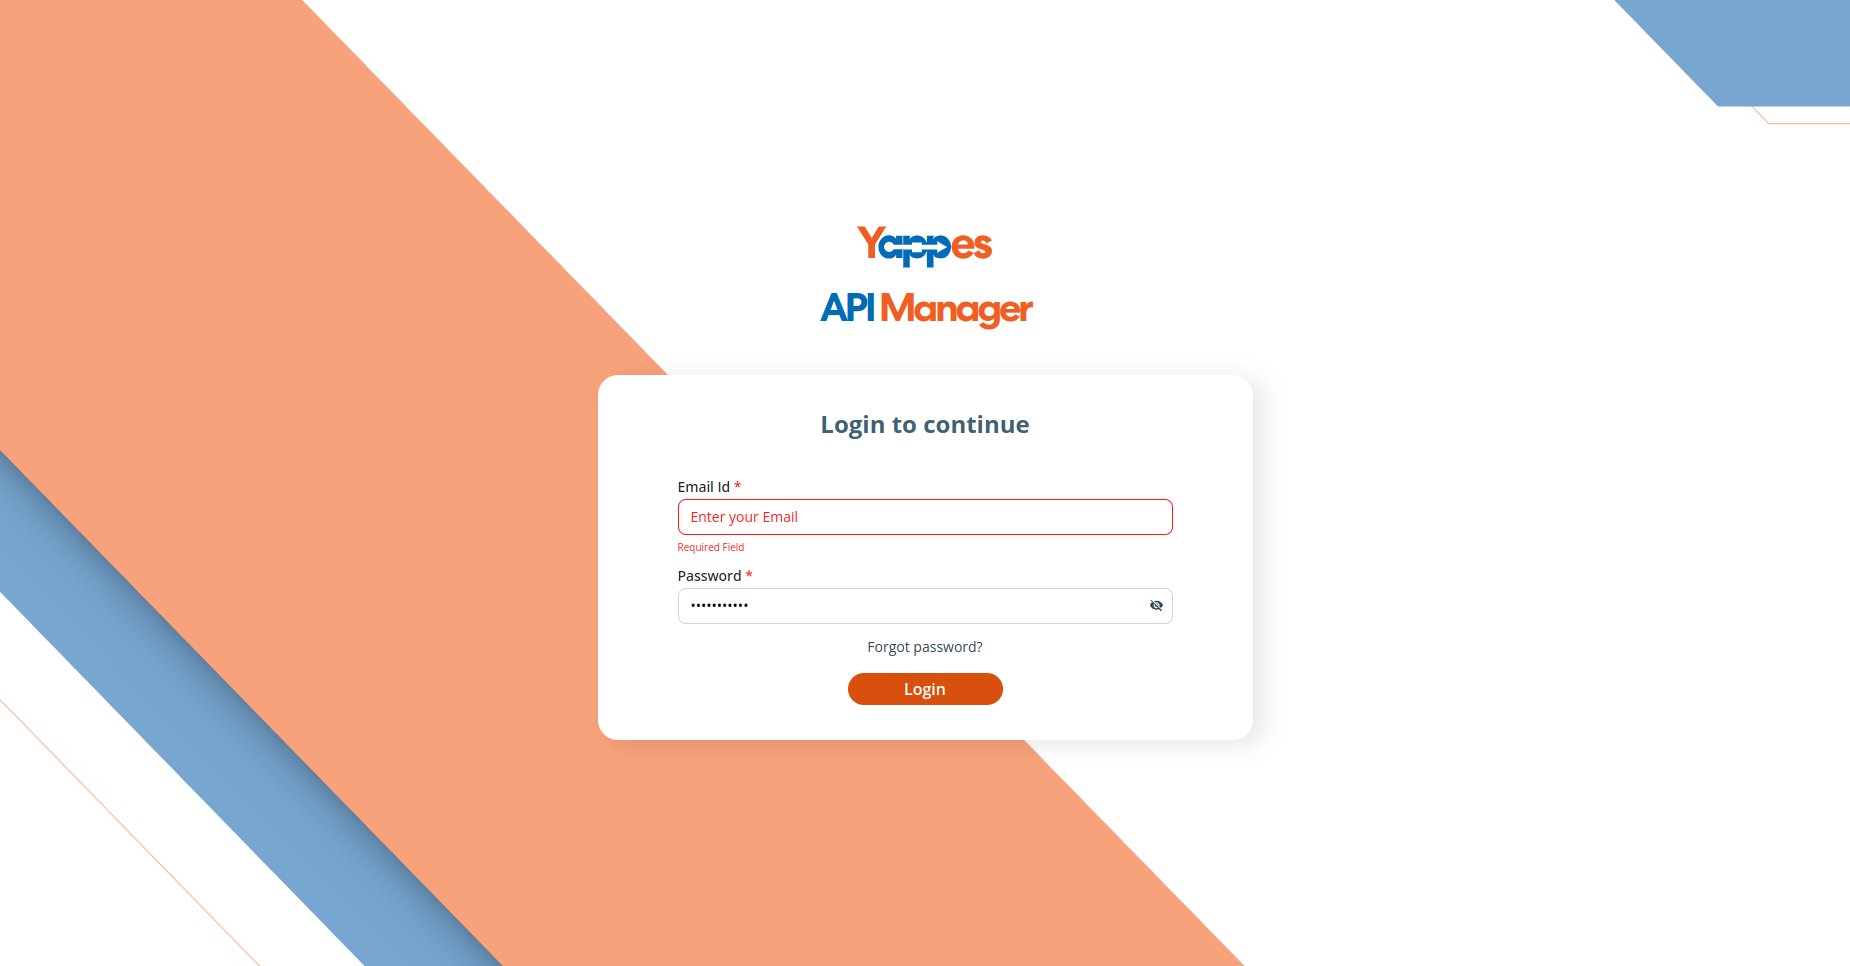 Yappes
API Manager
Login to continue
Email Id *
Enter your Email
Required Field
Password *
•••••••••••
Forgot password?
Login